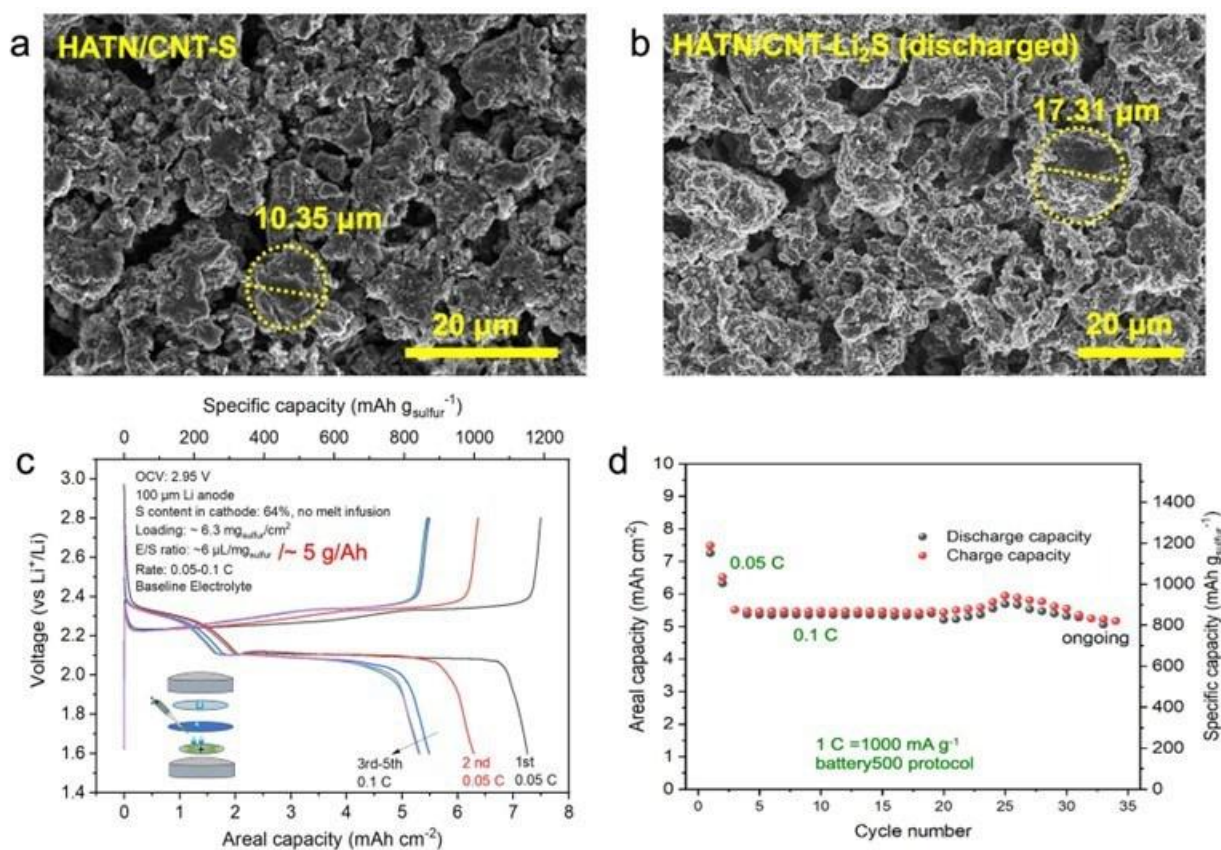 a
HATN/CNT-S
10.35 μm
20 μm
b
HATN/CNT-Li₂S (discharged)
17.31 μm
20 μm
Specific capacity (mAh g_sulfur⁻¹)
0 200 400 600 800 1000 1200
c
OCV: 2.95 V
100 μm Li anode
S content in cathode: 64%, no melt infusion
Loading: ~ 6.3 mg_sulfur/cm²
E/S ratio: ~6 μL/mg_sulfur /~ 5 g/Ah
Rate: 0.05-0.1 C
Baseline Electrolyte
Voltage (vs Li⁺/Li)
3.0
2.8
2.6
2.4
2.2
2.0
1.8
1.6
1.4
3rd-5th
0.1 C
2 nd
0.05 C
1st
0.05 C
0 1 2 3 4 5 6 7 8
Areal capacity (mAh cm⁻²)
d
Areal capacity (mAh cm⁻²)
10
9
8
7
6
5
4
3
2
1
0
Discharge capacity
Charge capacity
0.05 C
0.1 C
ongoing
1 C =1000 mA g⁻¹
battery500 protocol
1400
1200
1000
800
600
400
200
0
Specific capacity (mAh g_sulfur⁻¹)
0 5 10 15 20 25 30 35
Cycle number